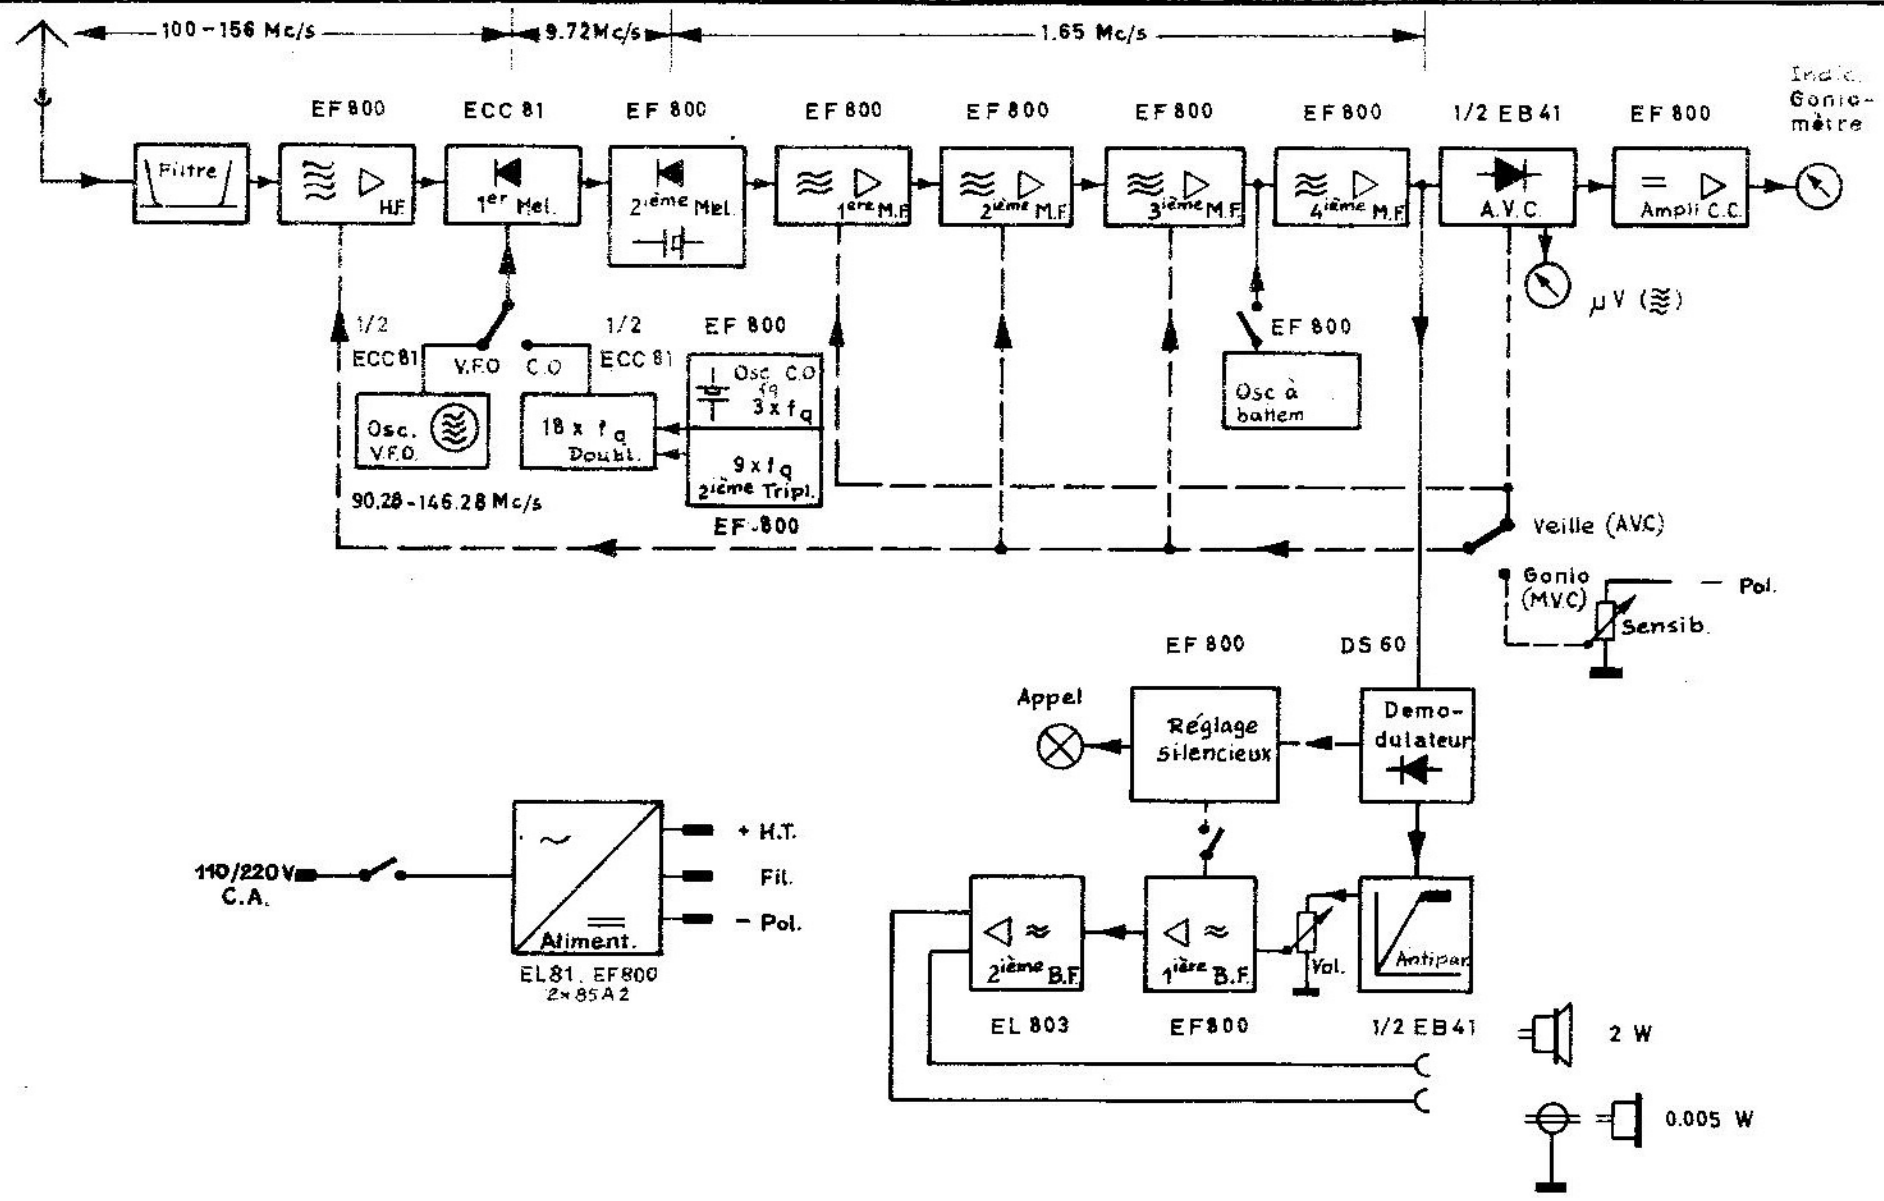 100-156 Mc/s
9.72Mc/s
1.65 Mc/s
Indic.
Gonio-
mètre
EF 800
ECC 81
EF 800
EF 800
EF 800
EF 800
EF 800
1/2 EB 41
EF 800
Filtre
H.F.
1er Mel.
2ième Mel.
1ère M.F.
2ième M.F.
3ième M.F.
4ième M.F.
A.V.C.
= Ampli C.C.
µV (≋)
1/2
ECC 81
V.F.O
C.O
1/2
ECC 81
EF 800
EF 800
Osc.
V.F.O.
18 x fq
Doubl.
Osc C.O
fq
3 x fq
9 x fq
2ième Tripl.
EF-800
Osc à
battem
90.28-146.28 Mc/s
Veille (A.V.C)
Gonio
(M.V.C)
- Pol.
Sensib.
EF 800
DS 60
Appel
Réglage
silencieux
Demo-
dulateur
110/220V
C.A.
~
=
Aliment.
+ H.T.
Fil.
- Pol.
EL81. EF800
2x85A2
2ième B.F.
1ière B.F.
Vol.
Antipar.
EL 803
EF800
1/2 EB41
2 W
0.005 W